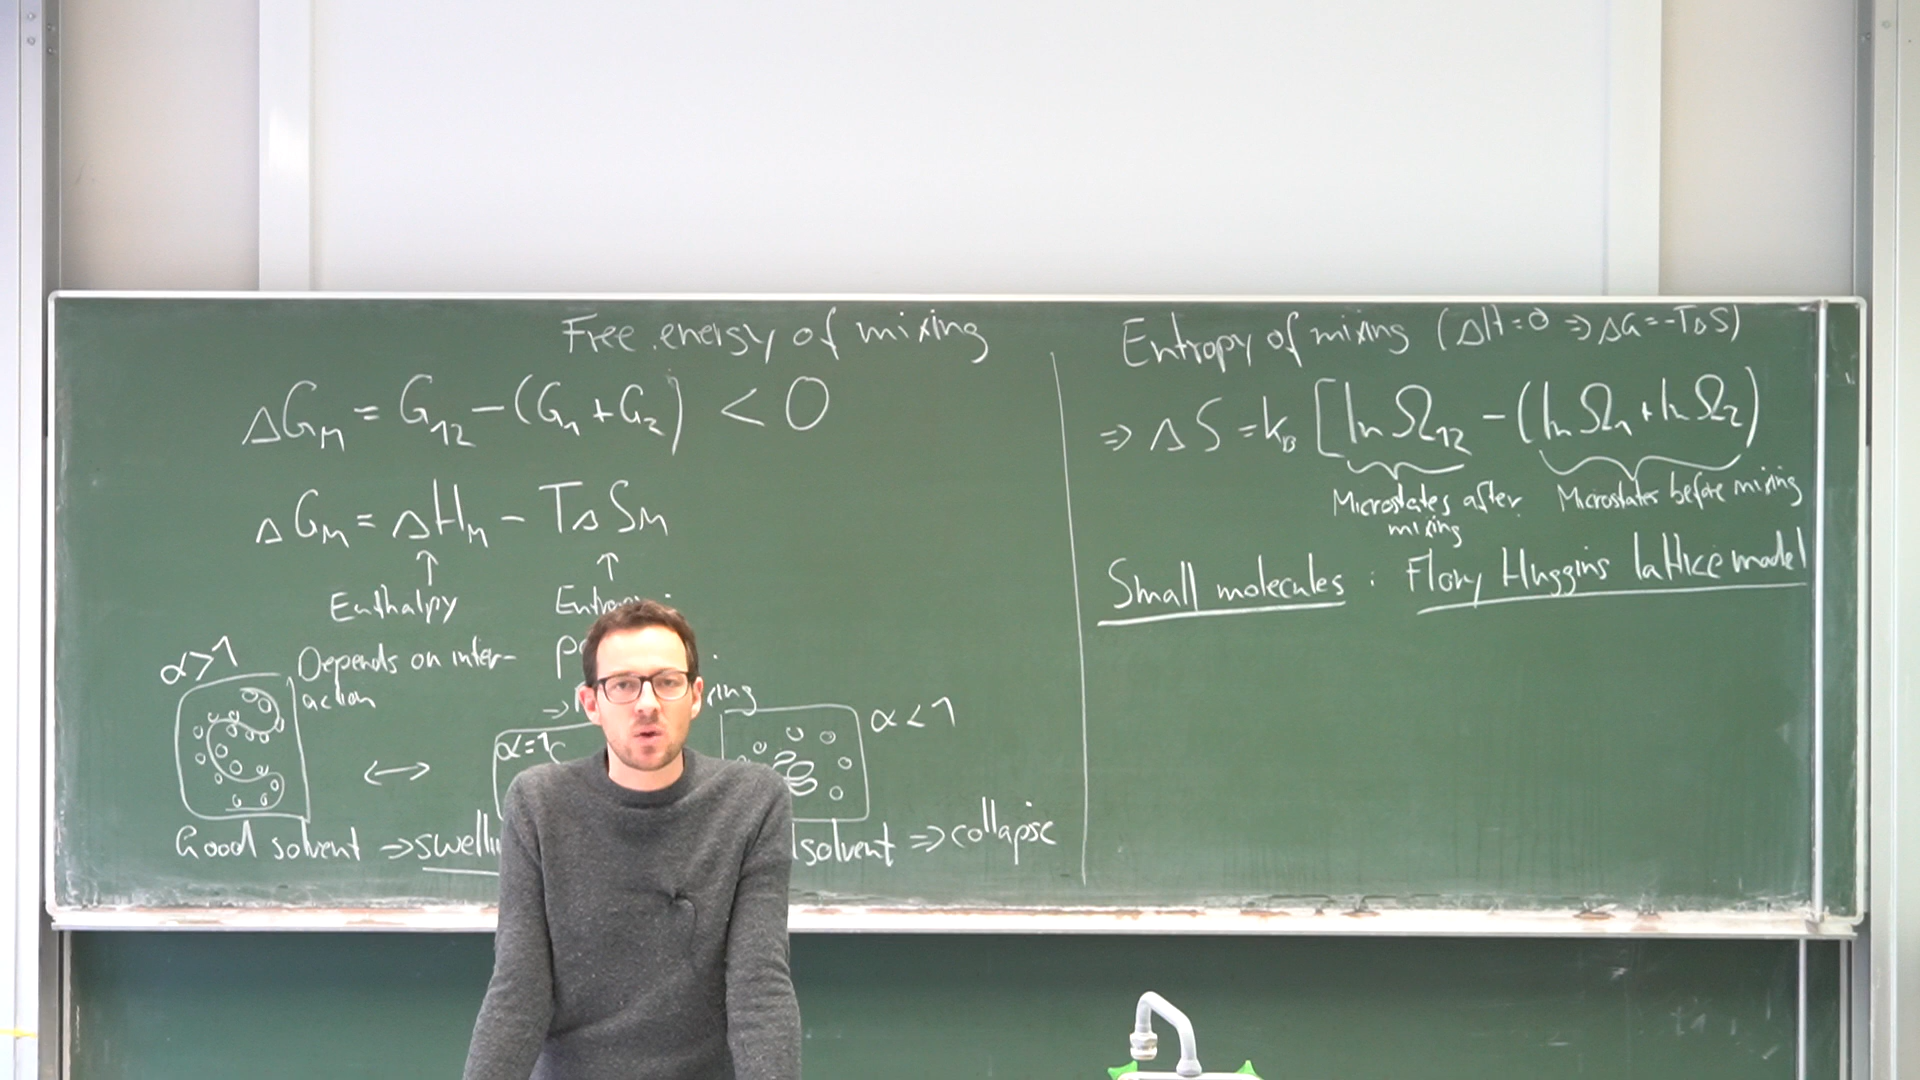 Free energy of mixing
ΔG_M = G_12 - (G_1 + G_2) < 0
ΔG_M = ΔH_M - TΔS_M
↑ ↑
Enthalpy
Depends on inter-
action
α>1
α=1
α<1
↔
Good solvent ⇒
solvent ⇒ collapse
Entropy of mixing (ΔH=0 ⇒ ΔG=-TΔS)
⇒ ΔS = k_B [ln Ω_12 - (ln Ω_1 + ln Ω_2)
Microstates after
mixing
Microstates before mixing
Small molecules : Flory Huggins lattice model